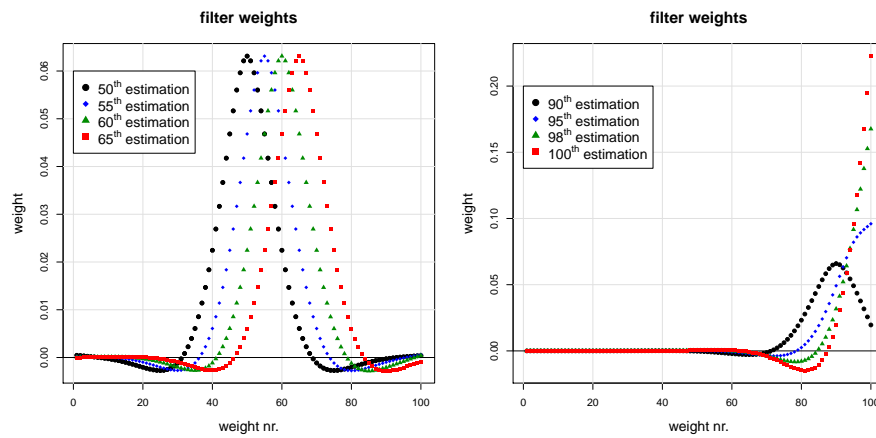 filter weights
50th estimation
55th estimation
60th estimation
65th estimation
weight
0.00
0.01
0.02
0.03
0.04
0.05
0.06
0
20
40
60
80
100
weight nr.
filter weights
90th estimation
95th estimation
98th estimation
100th estimation
weight
0.00
0.05
0.10
0.15
0.20
0
20
40
60
80
100
weight nr.